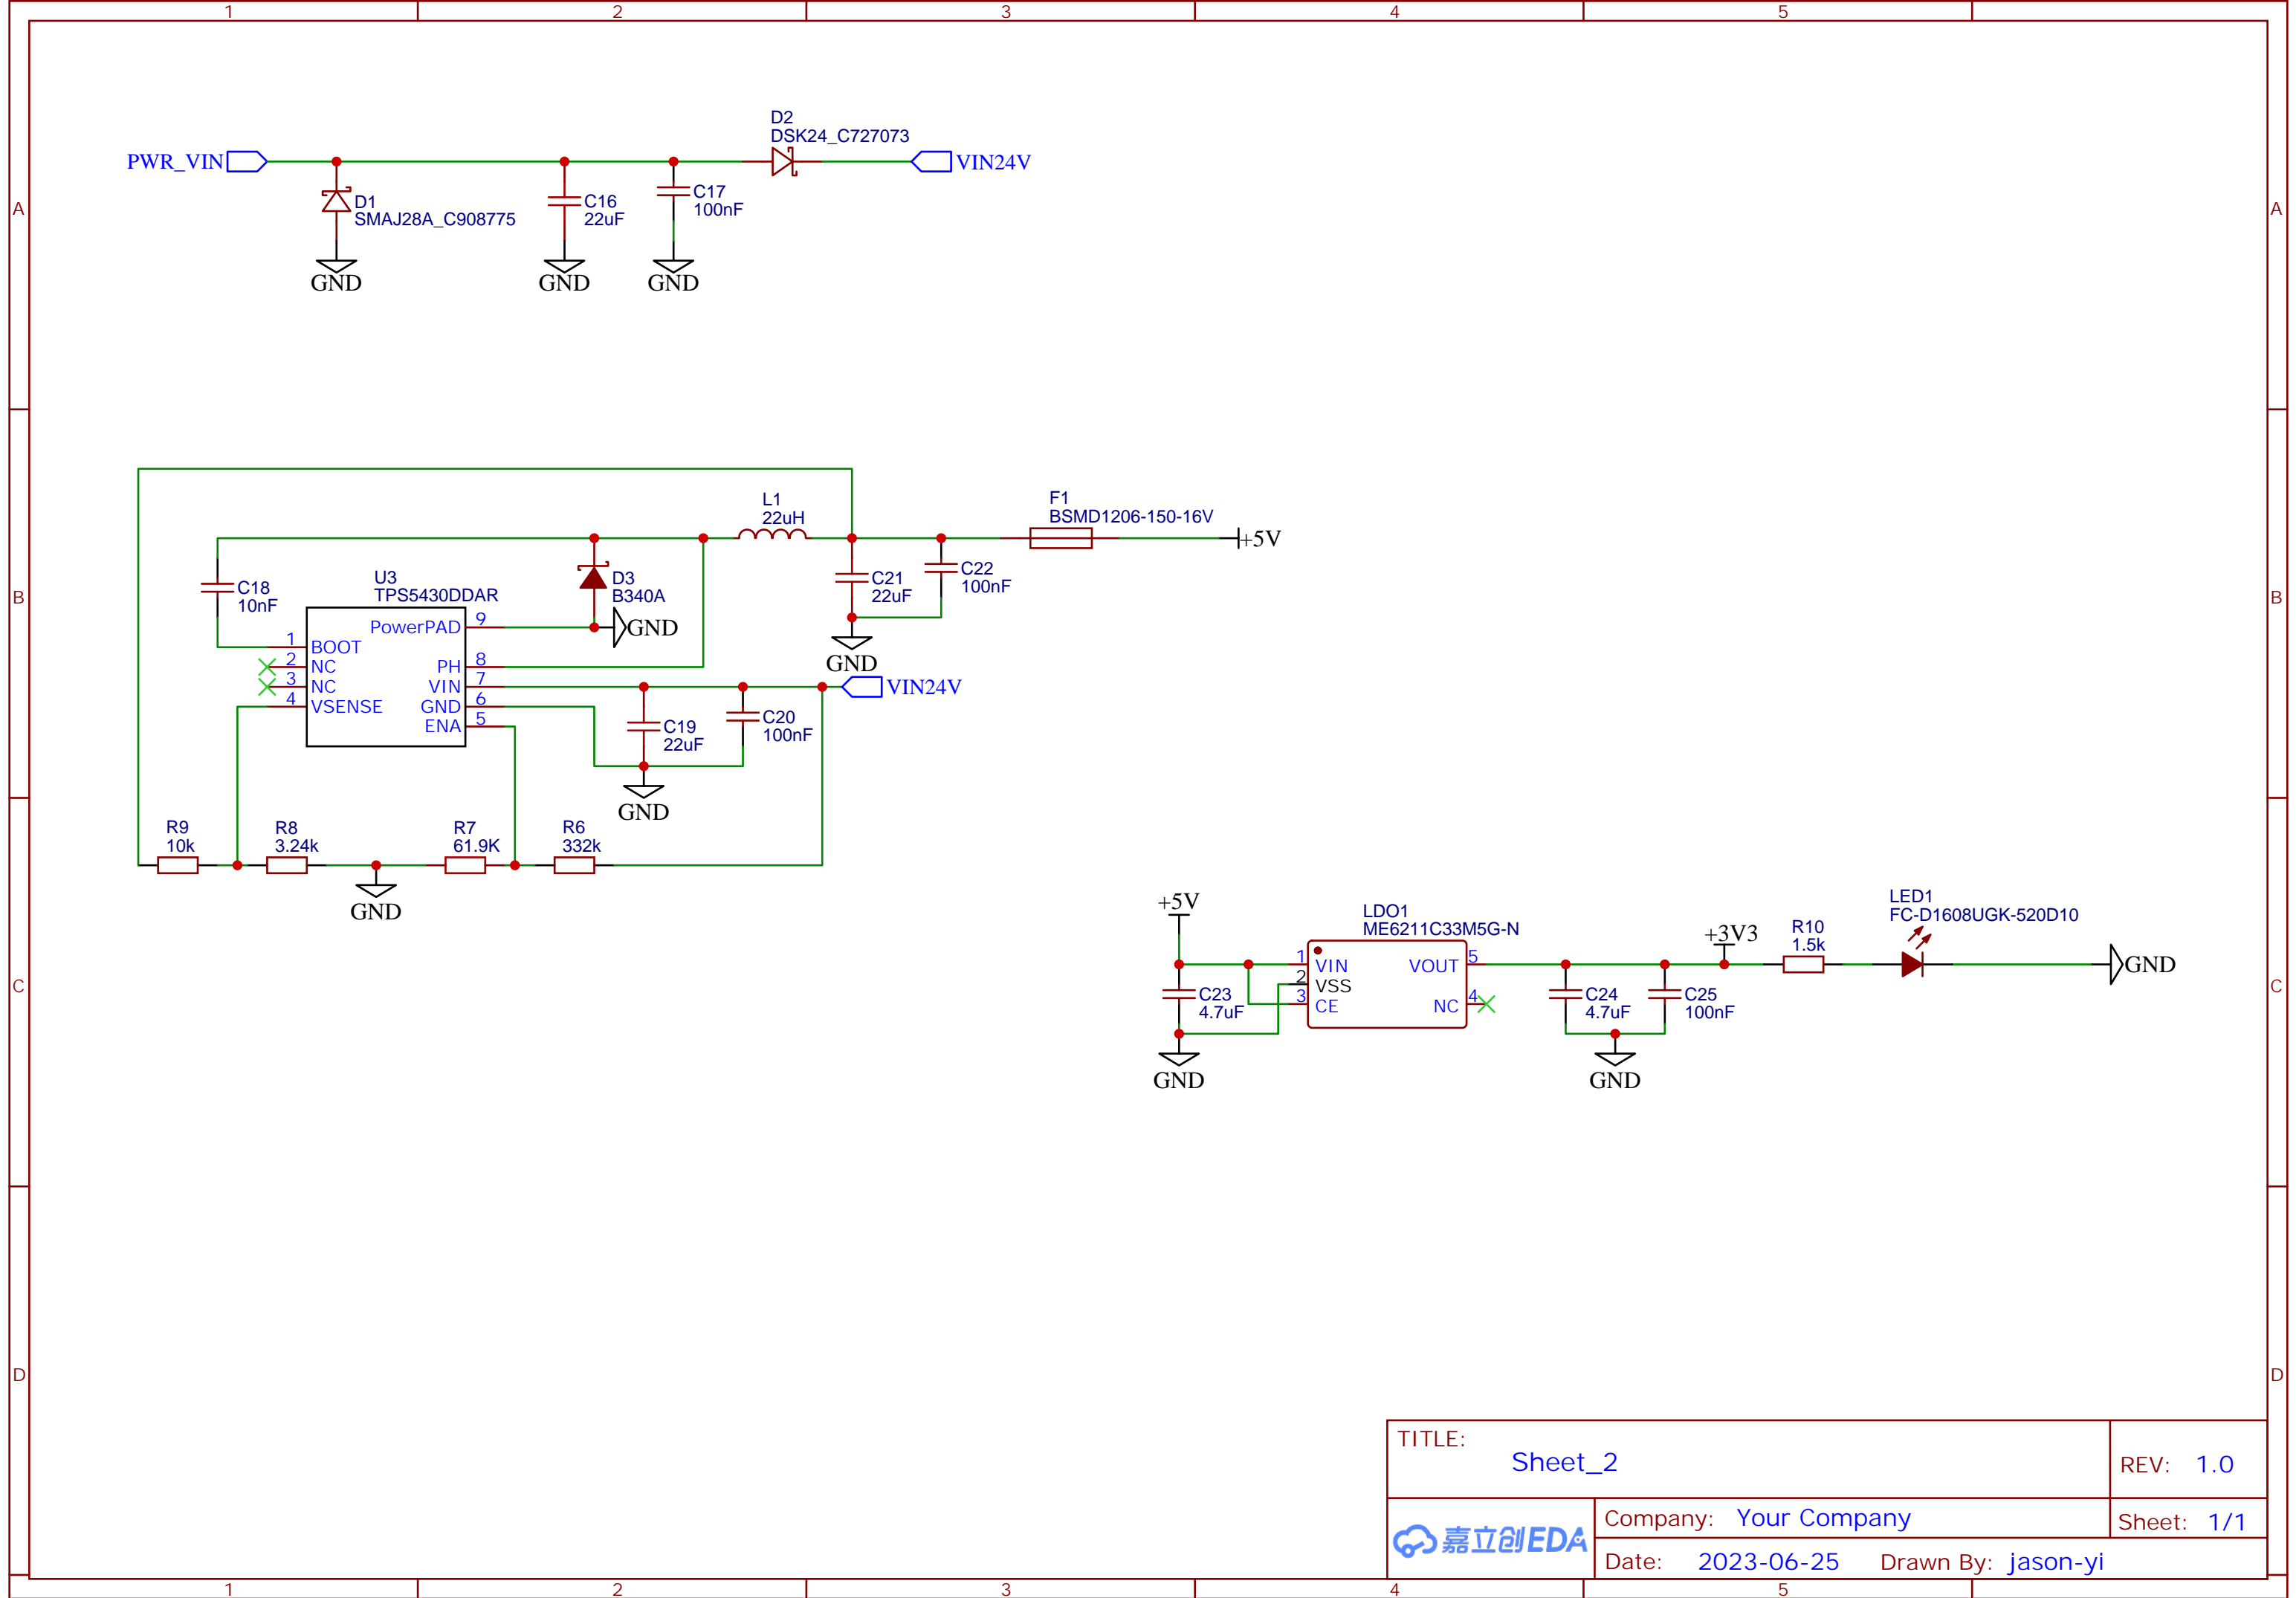 1 2 3 4 5
A A
B B
C C
D D
1 2 3 4 5
PWR_VIN
D1
SMAJ28A_C908775
GND
C16
22uF
GND
C17
100nF
GND
D2
DSK24_C727073
VIN24V
C18
10nF
U3
TPS5430DDAR
1 BOOT
2 NC
3 NC
4 VSENSE
PowerPAD 9
PH 8
VIN 7
GND 6
ENA 5
D3
B340A
GND
L1
22uH
C21
22uF
C22
100nF
GND
F1
BSMD1206-150-16V
+5V
VIN24V
C19
22uF
C20
100nF
GND
R9
10k
R8
3.24k
GND
R7
61.9K
R6
332k
+5V
C23
4.7uF
GND
LDO1
ME6211C33M5G-N
1 VIN
2 VSS
3 CE
VOUT 5
NC 4
C24
4.7uF
C25
100nF
GND
+3V3
R10
1.5k
LED1
FC-D1608UGK-520D10
GND
TITLE:
Sheet_2
REV: 1.0
嘉立创EDA
Company: Your Company
Sheet: 1/1
Date: 2023-06-25 Drawn By: jason-yi